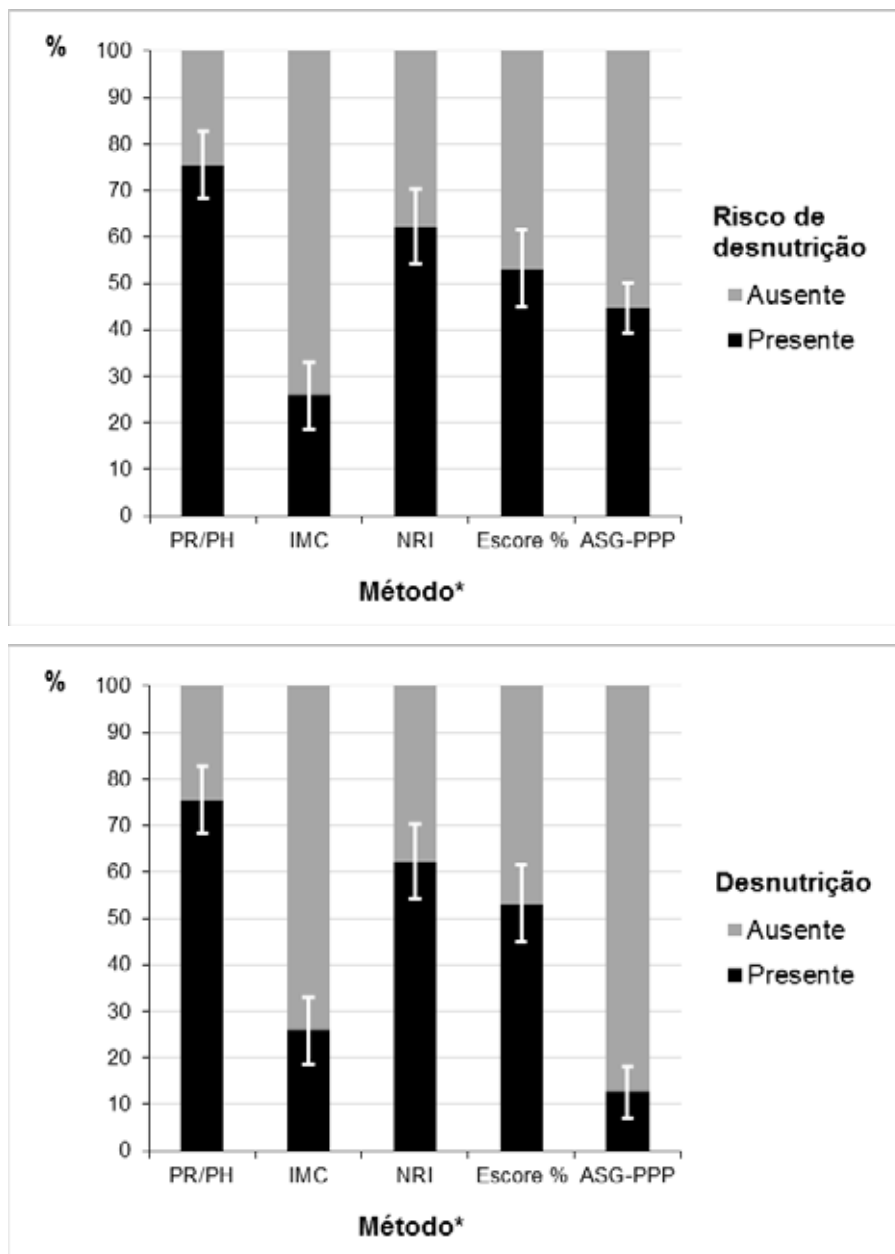 %
100
90
80
70
60
50
40
30
20
10
0
PR/PH IMC NRI Escore % ASG-PPP
Método*
Risco de
desnutrição
Ausente
Presente
%
100
90
80
70
60
50
40
30
20
10
0
PR/PH IMC NRI Escore % ASG-PPP
Método*
Desnutrição
Ausente
Presente